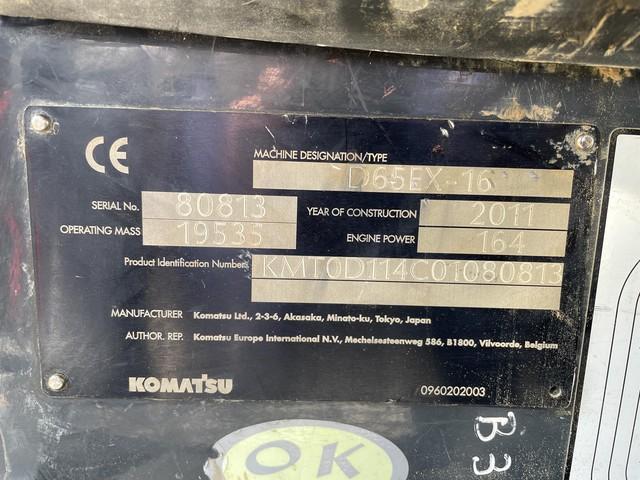 CE
MACHINE DESIGNATION/TYPE
D65EX-16
SERIAL No. 80813 YEAR OF CONSTRUCTION 2011
OPERATING MASS 19535 ENGINE POWER 164
Product Identification Number KMT0D114C01080813
MANUFACTURER Komatsu Ltd., 2-3-6, Akasaka, Minato-ku, Tokyo, Japan
AUTHOR. REP. Komatsu Europe International N.V., Mechelsesteenweg 586, B1800, Vilvoorde, Belgium
KOMATSU 0960202003
OK
B3